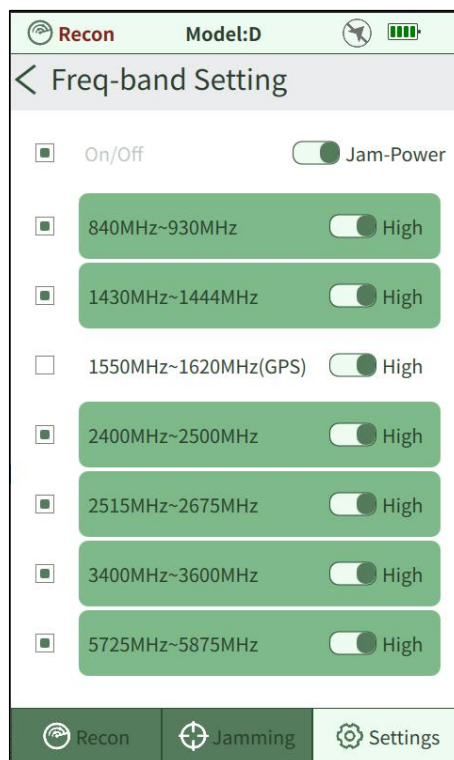 Recon Model:D
Freq-band Setting
On/Off Jam-Power
840MHz~930MHz High
1430MHz~1444MHz High
1550MHz~1620MHz(GPS) High
2400MHz~2500MHz High
2515MHz~2675MHz High
3400MHz~3600MHz High
5725MHz~5875MHz High
Recon Jamming Settings